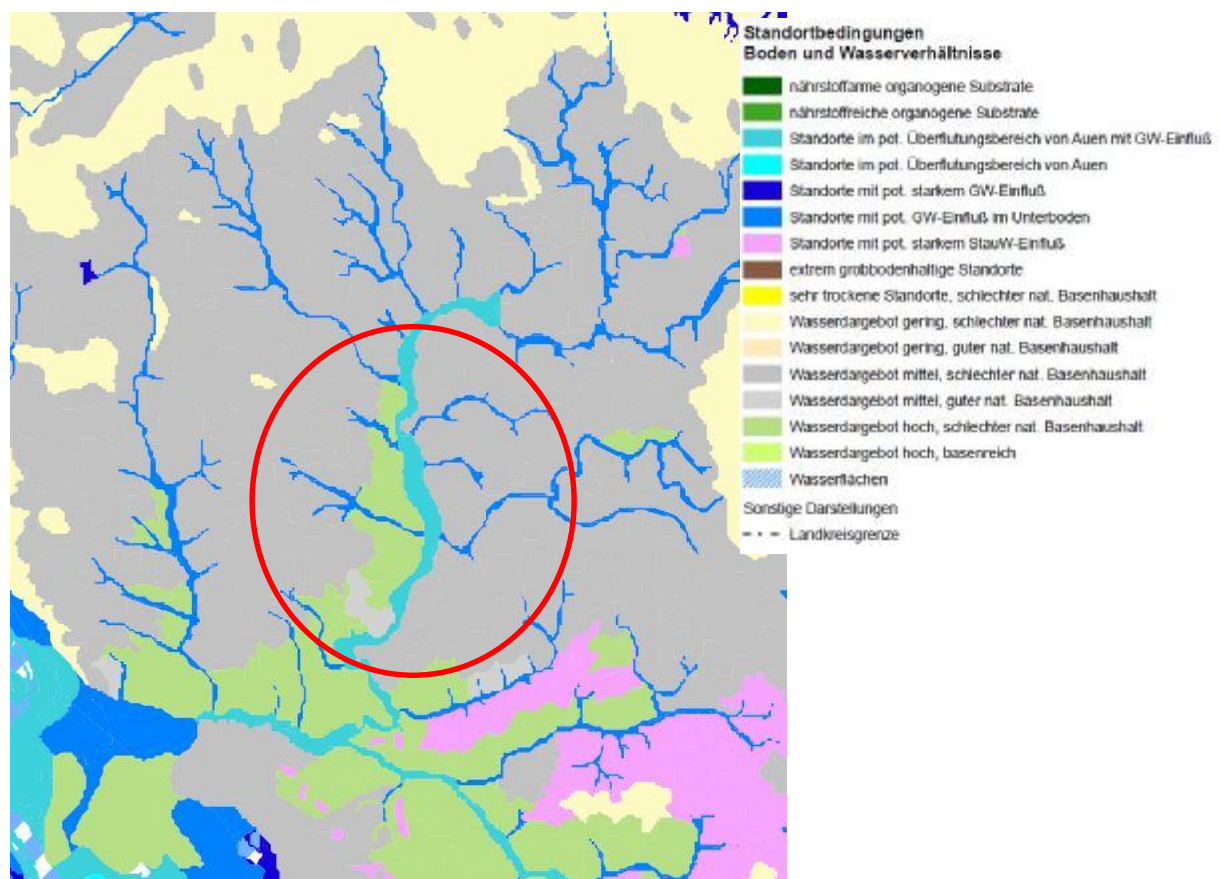 Standortbedingungen
Boden und Wasserverhältnisse
nährstoffarme organogene Substrate
nährstoffreiche organogene Substrate
Standorte im pot. Überflutungsbereich von Auen mit GW-Einfluß
Standorte im pot. Überflutungsbereich von Auen
Standorte mit pot. starkem GW-Einfluß
Standorte mit pot. GW-Einfluß im Unterboden
Standorte mit pot. starkem StauW-Einfluß
extrem grobbodenhaltige Standorte
sehr trockene Standorte, schlechter nat. Basenhaushalt
Wasserdargebot gering, schlechter nat. Basenhaushalt
Wasserdargebot gering, guter nat. Basenhaushalt
Wasserdargebot mittel, schlechter nat. Basenhaushalt
Wasserdargebot mittel, guter nat. Basenhaushalt
Wasserdargebot hoch, schlechter nat. Basenhaushalt
Wasserdargebot hoch, basenreich
Wasserflächen
Sonstige Darstellungen
Landkreisgrenze